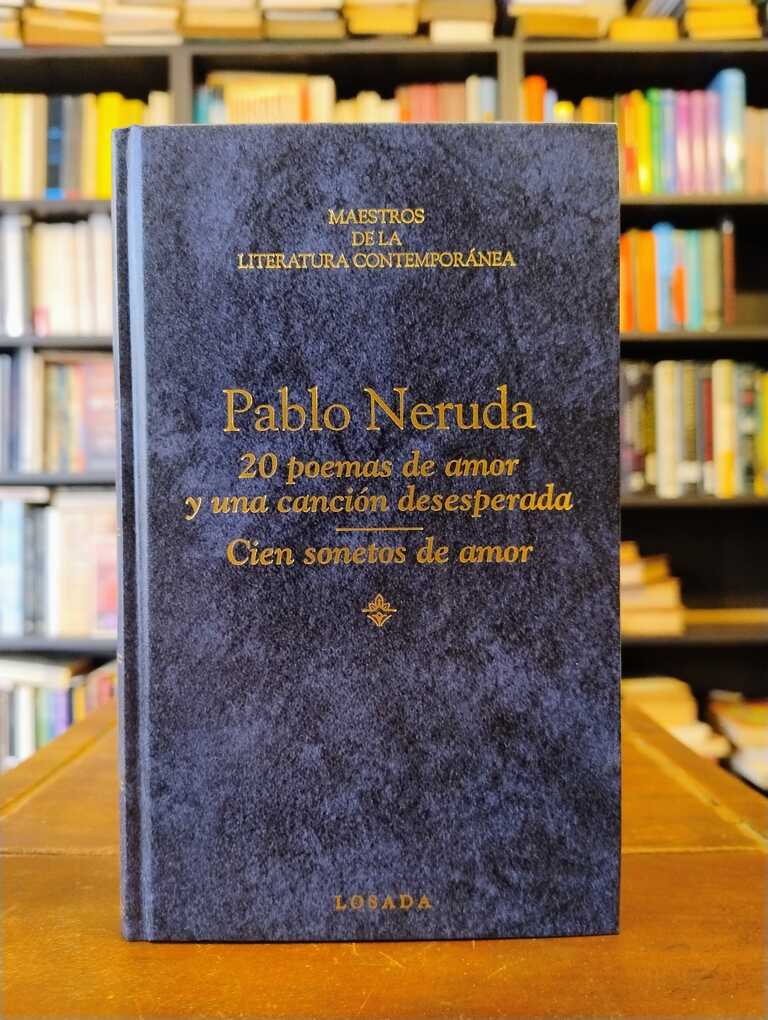 MAESTROS
DE LA
LITERATURA CONTEMPORÁNEA
Pablo Neruda
20 poemas de amor
y una canción desesperada
Cien sonetos de amor
LOSADA